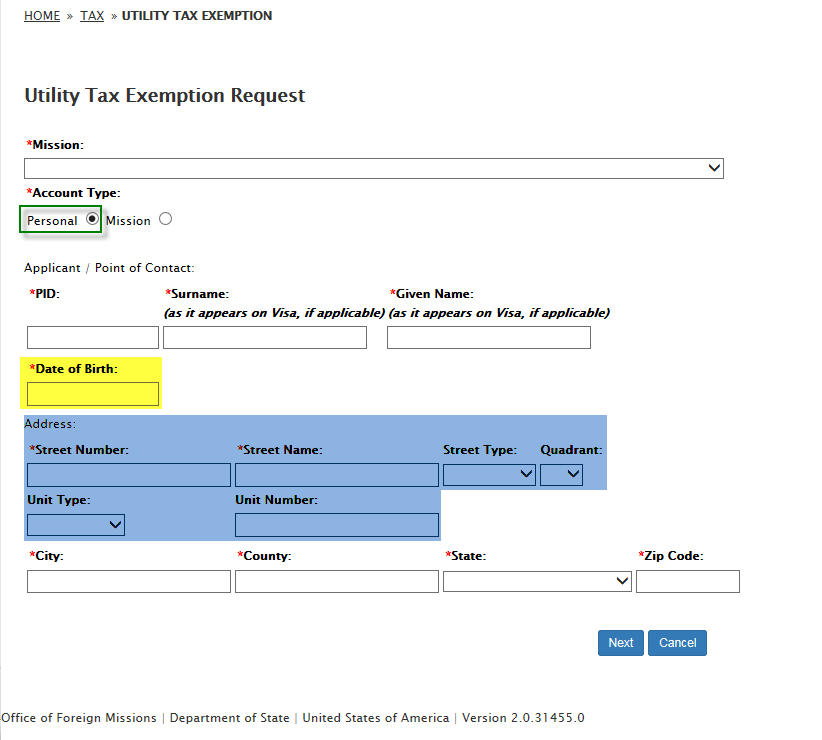 HOME » TAX » UTILITY TAX EXEMPTION
Utility Tax Exemption Request
*Mission:
*Account Type:
Personal Mission
Applicant / Point of Contact:
*PID: *Surname: *Given Name:
(as it appears on Visa, if applicable) (as it appears on Visa, if applicable)
*Date of Birth:
Address:
*Street Number: *Street Name: Street Type: Quadrant:
Unit Type: Unit Number:
*City: *County: *State: *Zip Code:
Next Cancel
Office of Foreign Missions | Department of State | United States of America | Version 2.0.31455.0